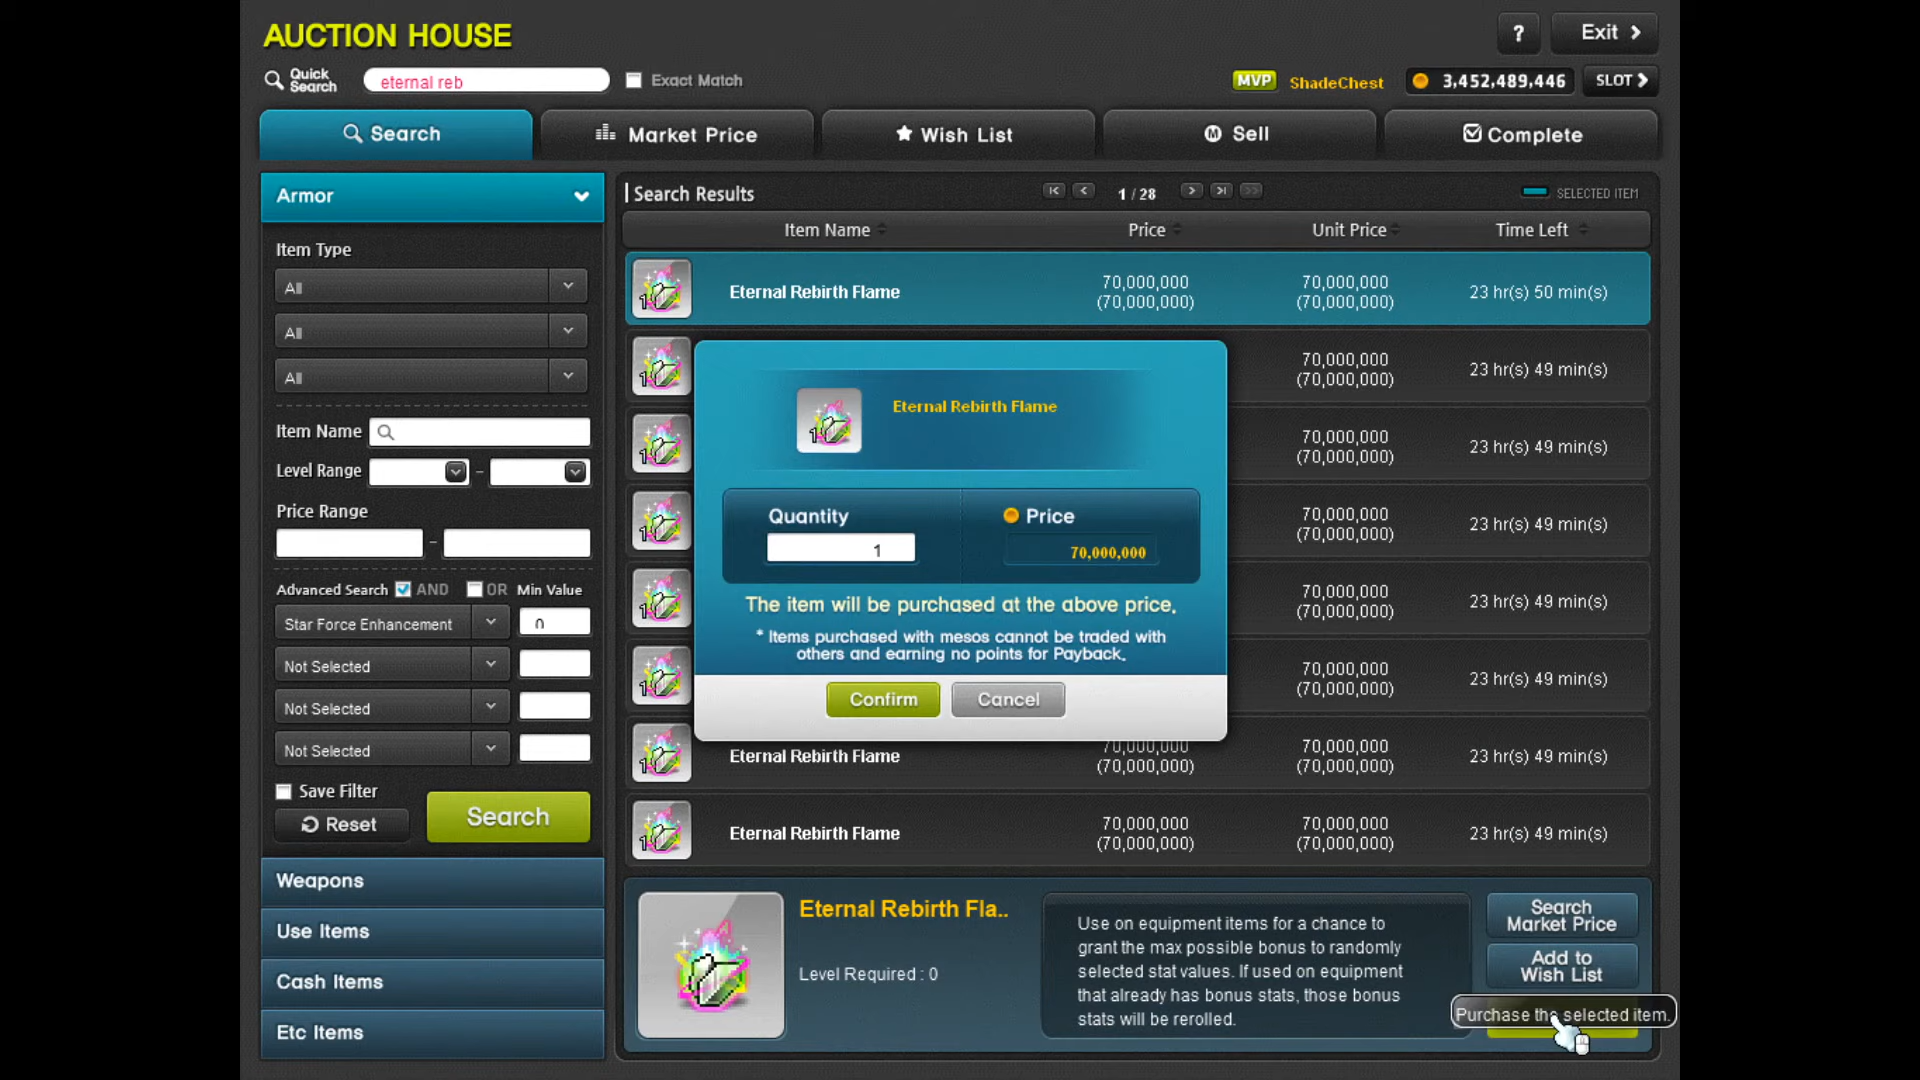 AUCTION HOUSE
? Exit
Quick Search
eternal reb
Exact Match
MVP ShadeChest 3,452,489,446 SLOT
Search
Market Price
Wish List
Sell
Complete
Armor
Item Type
All
All
All
Item Name
Level Range -
Price Range
-
Advanced Search AND OR Min Value
Star Force Enhancement 0
Not Selected
Not Selected
Not Selected
Save Filter
Reset
Search
Weapons
Use Items
Cash Items
Etc Items
Search Results
1 / 28
SELECTED ITEM
Item Name Price Unit Price Time Left
1 Eternal Rebirth Flame 70,000,000 70,000,000 23 hr(s) 50 min(s)
(70,000,000) (70,000,000)
1 70,000,000 23 hr(s) 49 min(s)
(70,000,000)
1 70,000,000 23 hr(s) 49 min(s)
(70,000,000)
1 70,000,000 23 hr(s) 49 min(s)
(70,000,000)
1 70,000,000 23 hr(s) 49 min(s)
(70,000,000)
1 70,000,000 23 hr(s) 49 min(s)
(70,000,000)
1 Eternal Rebirth Flame 70,000,000 70,000,000 23 hr(s) 49 min(s)
(70,000,000) (70,000,000)
1 Eternal Rebirth Flame 70,000,000 70,000,000 23 hr(s) 49 min(s)
(70,000,000) (70,000,000)
1
Eternal Rebirth Flame
Quantity Price
1 70,000,000
The item will be purchased at the above price.
* Items purchased with mesos cannot be traded with
others and earning no points for Payback.
Confirm Cancel
Eternal Rebirth Fla..
Level Required : 0
Use on equipment items for a chance to
grant the max possible bonus to randomly
selected stat values. If used on equipment
that already has bonus stats, those bonus
stats will be rerolled.
Search
Market Price
Add to
Wish List
Purchase the selected item.